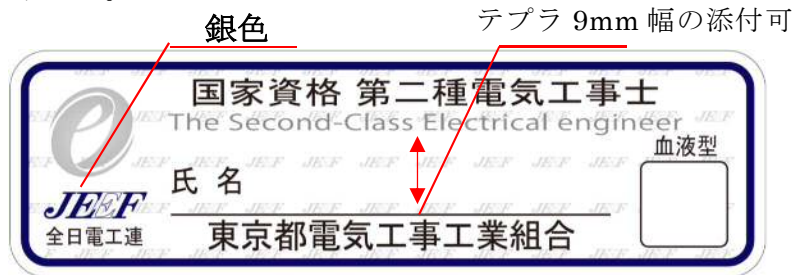 銀色
テプラ 9mm 幅の添付可
国家資格 第二種電気工事士
The Second-Class Electrical engineer
血液型
氏 名
JEEF
全日電工連
東京都電気工事工業組合